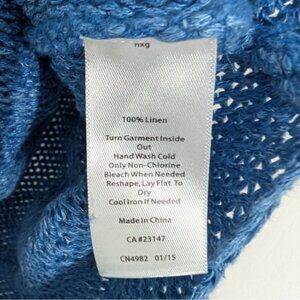 nxg
100% Linen
Turn Garment Inside
Out
Hand Wash Cold
Only Non-Chlorine
Bleach When Needed
Reshape, Lay Flat To
Dry
Cool Iron If Needed
Made in China
CA #23147
CN4982 01/15